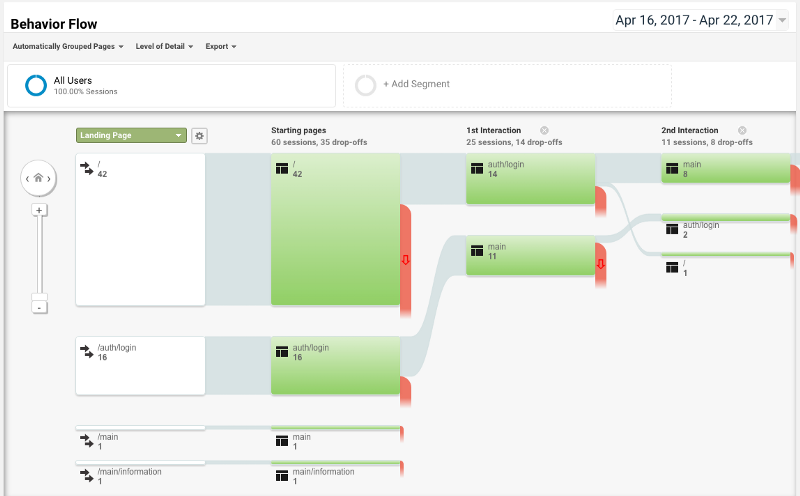 Behavior Flow
Apr 16, 2017 - Apr 22, 2017
Automatically Grouped Pages Level of Detail Export
All Users
100.00% Sessions
+ Add Segment
Landing Page
Starting pages
60 sessions, 35 drop-offs
1st Interaction
25 sessions, 14 drop-offs
2nd Interaction
11 sessions, 8 drop-offs
/
42
/
42
auth/login
14
main
8
auth/login
2
main
11
/
1
+
-
/auth/login
16
auth/login
16
/main
1
main
1
/main/information
1
main/information
1